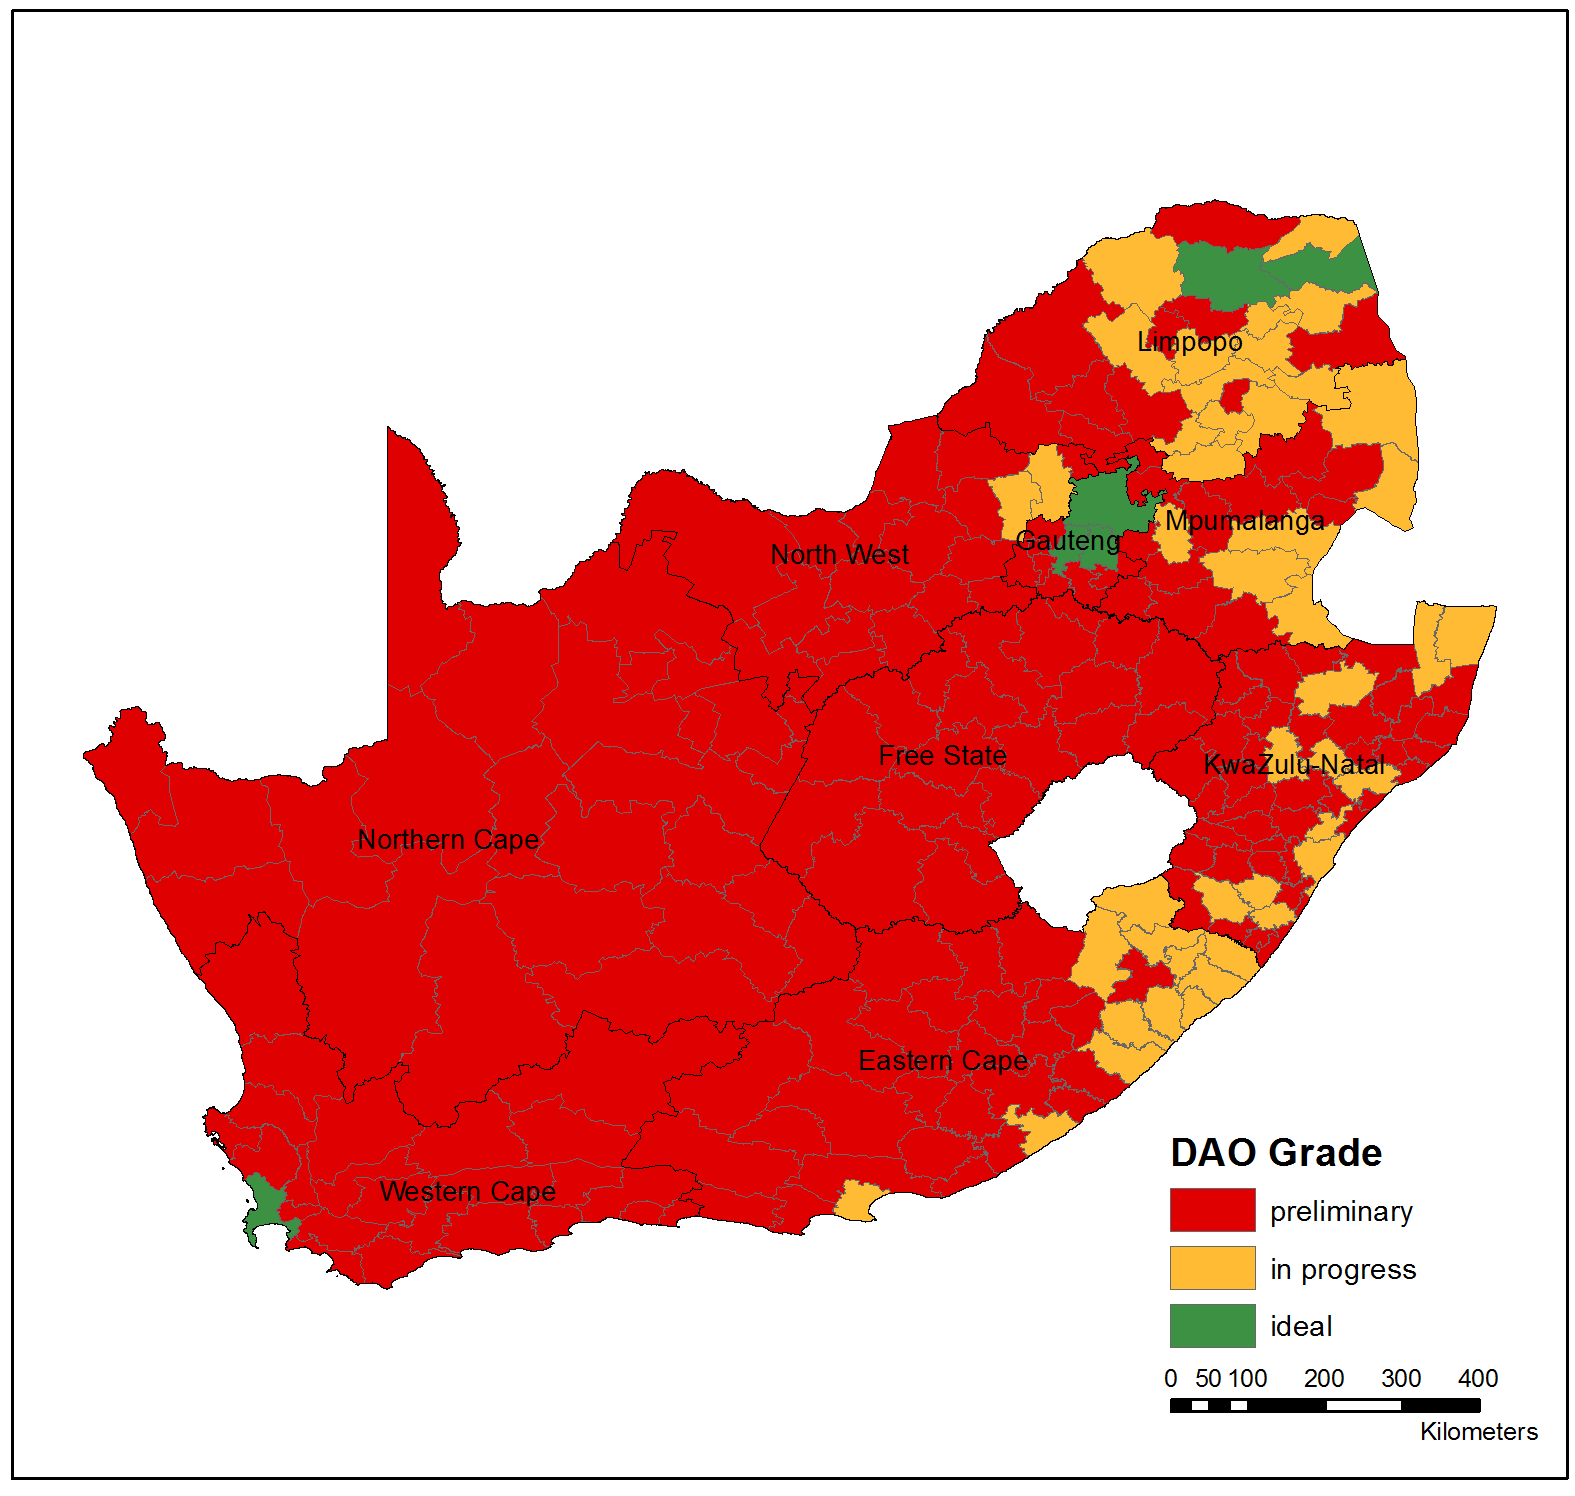 Limpopo
Mpumalanga
Gauteng
North West
Free State
KwaZulu-Natal
Northern Cape
Eastern Cape
Western Cape
DAO Grade
preliminary
in progress
ideal
0 50 100 200 300 400
Kilometers